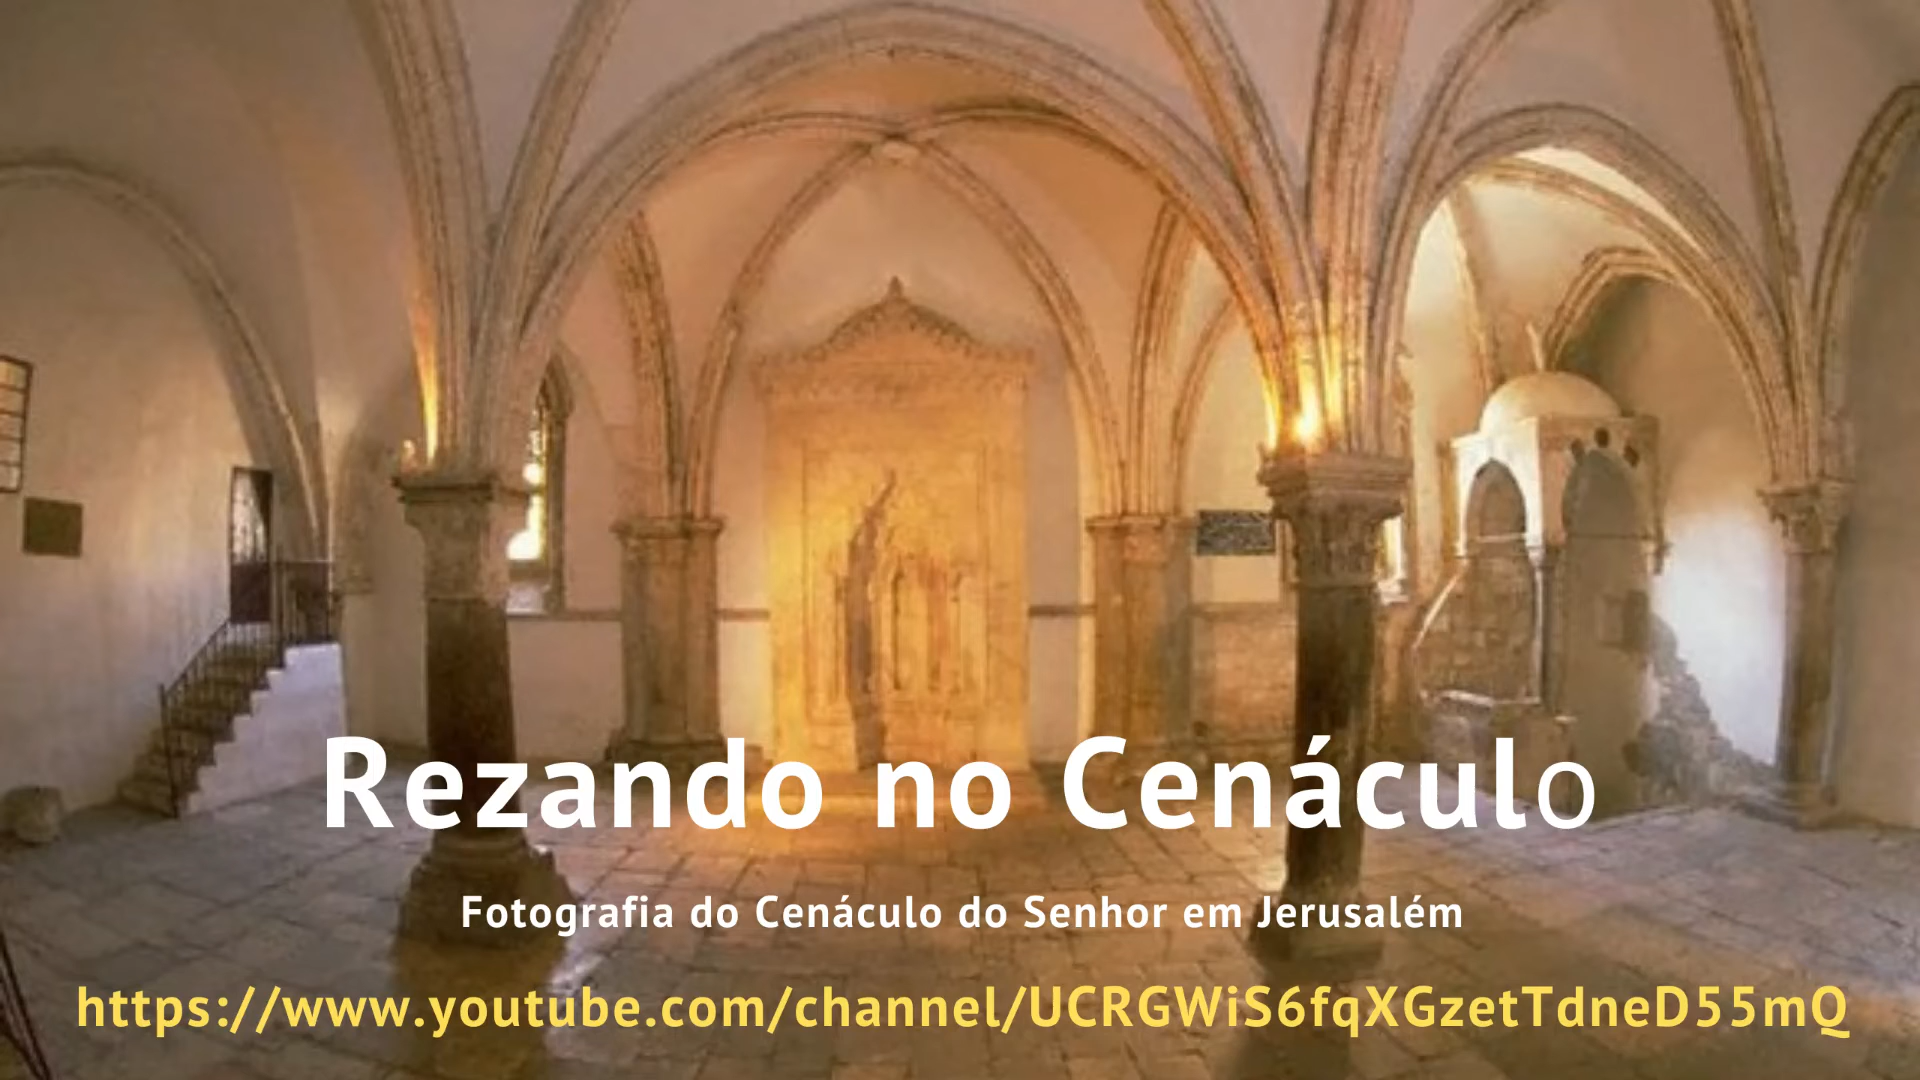 Rezando no Cenáculo
Fotografia do Cenáculo do Senhor em Jerusalém
https://www.youtube.com/channel/UCRGWiS6fqXGzetTdneD55mQ